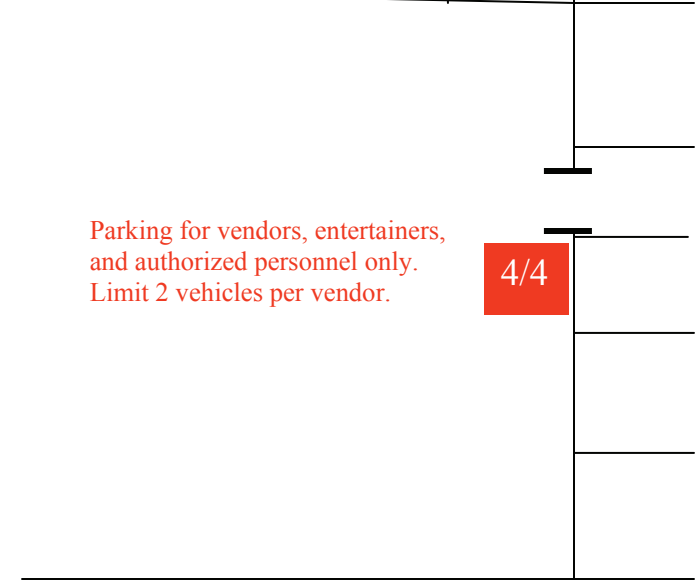 Parking for vendors, entertainers,
and authorized personnel only.
Limit 2 vehicles per vendor.
4/4